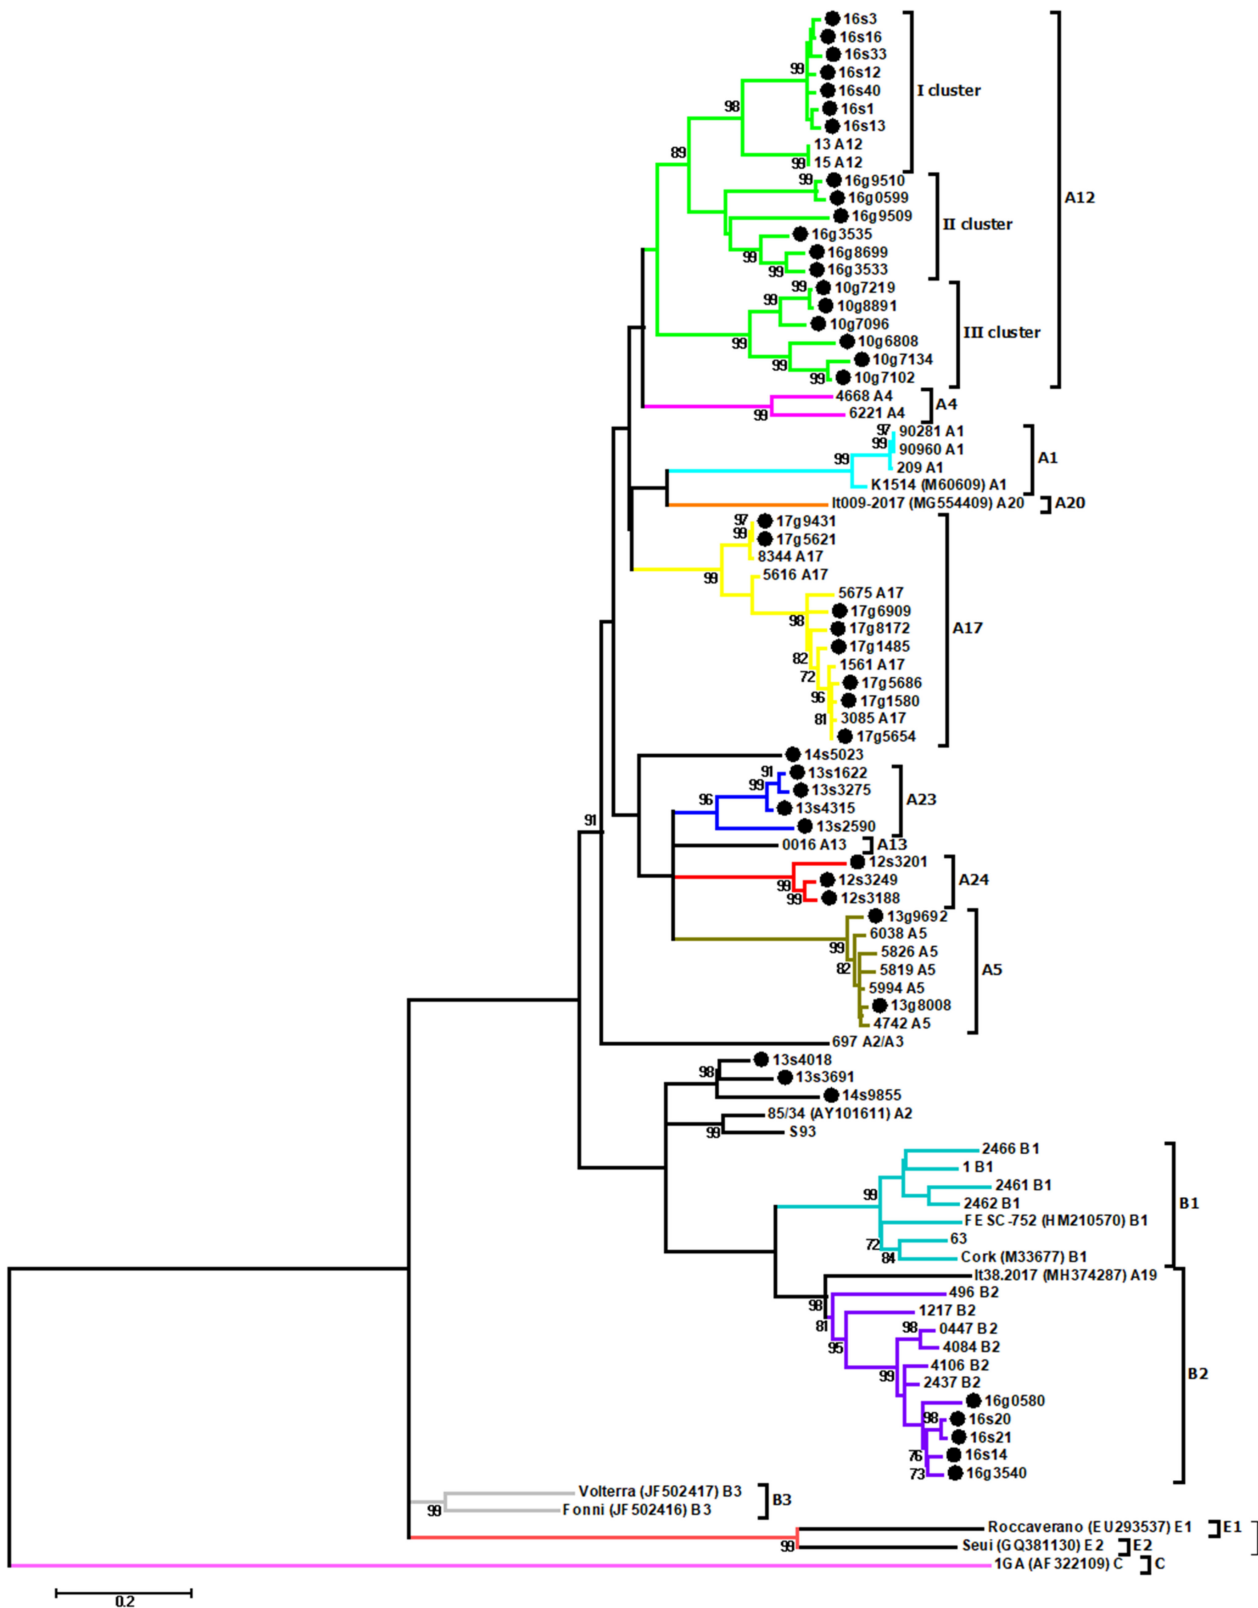 16s3
16s16
16s33
99
16s12
16s40
I cluster
98
16s1
16s13
13 A12
89
99
15 A12
99
16g9510
16g0599
A12
16g9509
II cluster
16g3535
99
16g8699
99
16g3533
99
10g7219
99
10g8891
10g7096
III cluster
99
10g6808
99
10g7134
99
10g7102
4668 A4
A4
99
6221 A4
97
90281 A1
99
90960 A1
99
A1
209 A1
K1514 (M60609) A1
It009-2017 (MG554409) A20
A20
97
17g9431
99
17g5621
8344 A17
99
5616 A17
5675 A17
17g6909
98
17g8172
A17
17g1485
82
1561 A17
72
17g5686
96
17g1580
81
3085 A17
17g5654
14s5023
91
13s1622
99
13s3275
96
A23
13s4315
91
13s2590
0016 A13
A13
12s3201
99
12s3249
A24
99
12s3188
13g9692
6038 A5
99
5826 A5
82
5819 A5
A5
5994 A5
13g8008
4742 A5
697 A2/A3
13s4018
98
13s3691
14s9855
85/34 (AY101611) A2
99
S93
2466 B1
1 B1
2461 B1
99
2462 B1
B1
FESC-752 (HM210570) B1
72
63
84
Cork (M33677) B1
It38.2017 (MH374287) A19
496 B2
98
1217 B2
81
98
0447 B2
95
4084 B2
4106 B2
B2
99
2437 B2
16g0580
98
16s20
16s21
76
16s14
73
16g3540
Volterra (JF502417) B3
B3
99
Fonni (JF502416) B3
Roccaverano (EU293537) E1
E1
99
Seui (GQ381130) E2
E2
1GA (AF322109) C
C
0.2